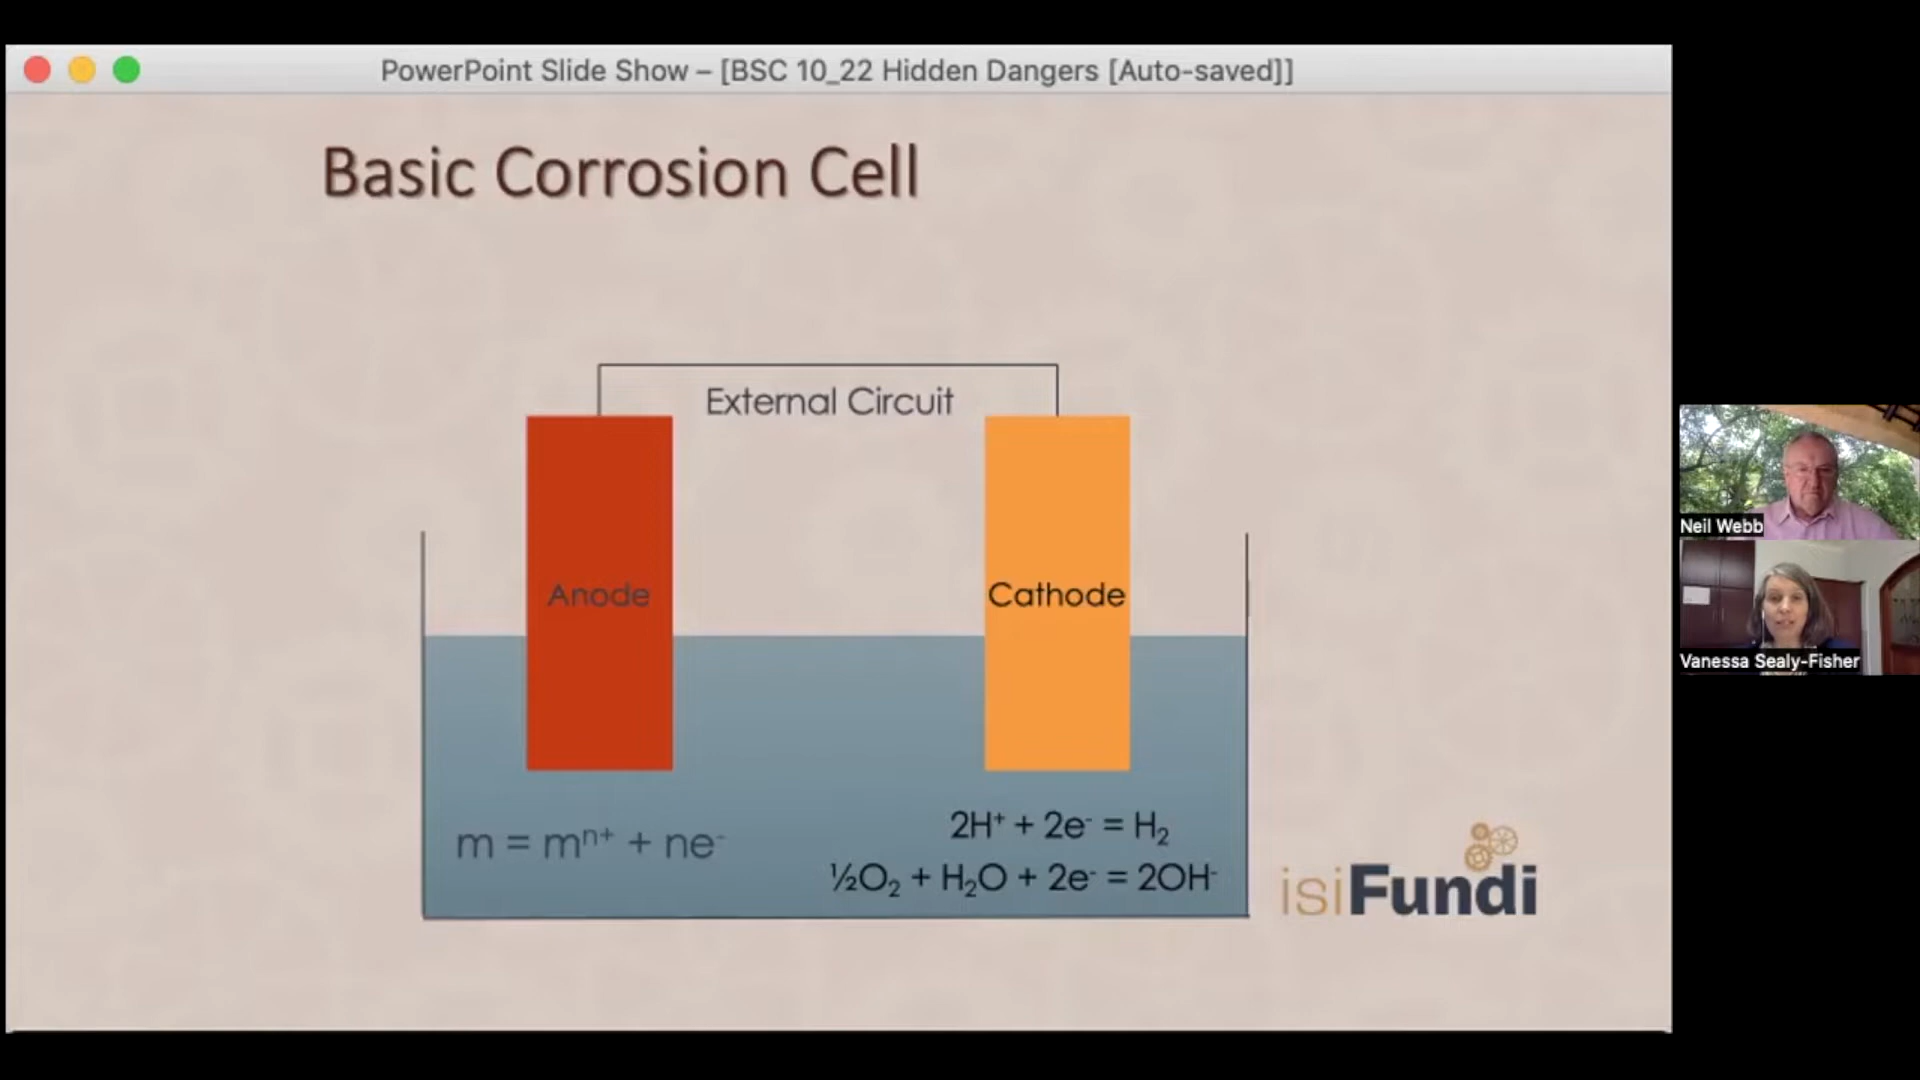 PowerPoint Slide Show – [BSC 10_22 Hidden Dangers [Auto-saved]]
Basic Corrosion Cell
External Circuit
Anode
Cathode
m = mⁿ⁺ + ne⁻
2H⁺ + 2e⁻ = H₂
½O₂ + H₂O + 2e⁻ = 2OH⁻
isiFundi
Neil Webb
Vanessa Sealy-Fisher